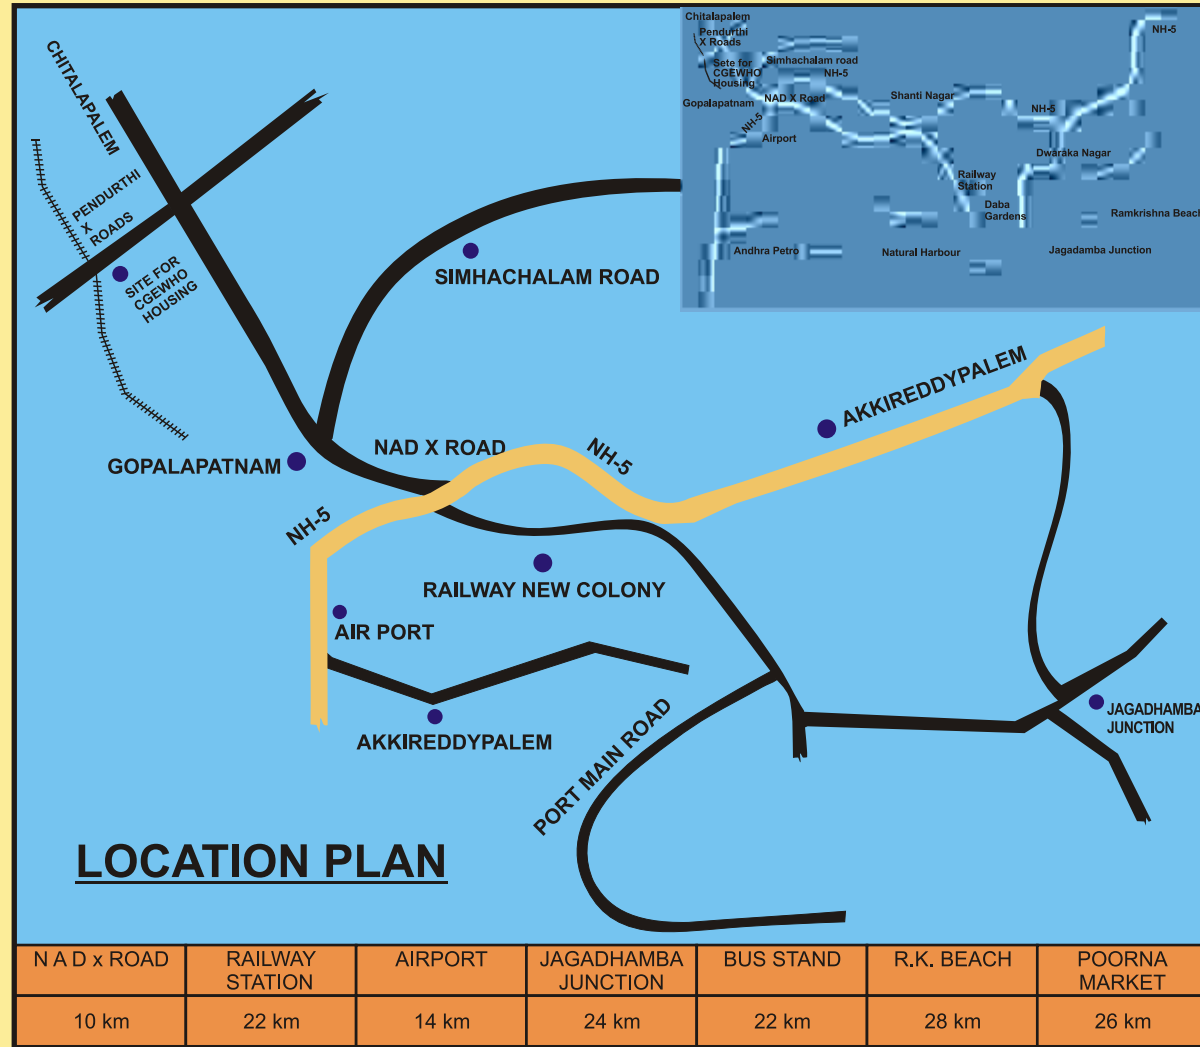 CHITALAPALEM
PENDURTHI
X
ROADS
SITE FOR
CGEWHO
HOUSING
SIMHACHALAM ROAD
GOPALAPATNAM
NAD X ROAD
NH-5
NH-5
AKKIREDDYPALEM
RAILWAY NEW COLONY
AIR PORT
AKKIREDDYPALEM
PORT MAIN ROAD
JAGADHAMBA
JUNCTION
Chitalapalem
Pendurthi
X Roads
Sete for
CGEWHO
Housing
Simhachalam road
NH-5
Gopalapatnam
NAD X Road
NH-5
Airport
Shanti Nagar
NH-5
NH-5
Dwaraka Nagar
Railway
Station
Daba
Gardens
Ramkrishna Beach
Andhra Petro
Natural Harbour
Jagadamba Junction
LOCATION PLAN
N A D x ROAD
RAILWAY
STATION
AIRPORT
JAGADHAMBA
JUNCTION
BUS STAND
R.K. BEACH
POORNA
MARKET
10 km
22 km
14 km
24 km
22 km
28 km
26 km